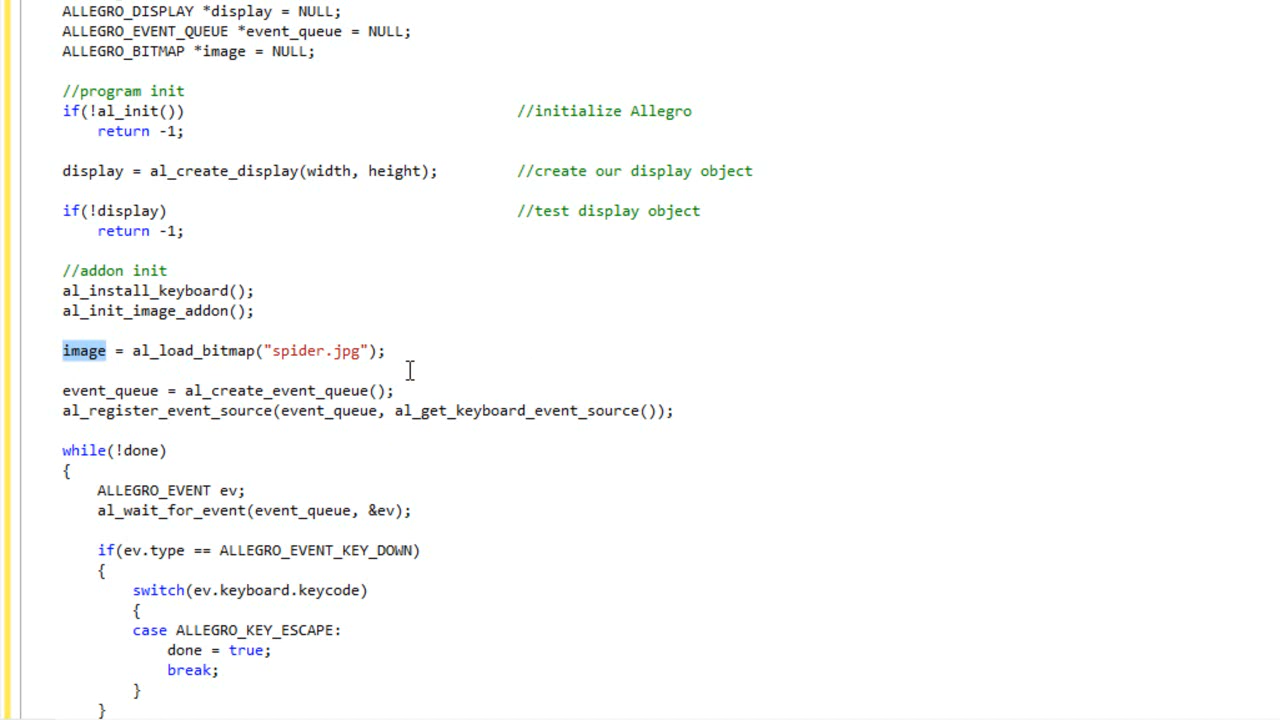 ALLEGRO_DISPLAY *display = NULL;
ALLEGRO_EVENT_QUEUE *event_queue = NULL;
ALLEGRO_BITMAP *image = NULL;
//program init
if(!al_init()) //initialize Allegro
return -1;
display = al_create_display(width, height); //create our display object
if(!display) //test display object
return -1;
//addon init
al_install_keyboard();
al_init_image_addon();
image = al_load_bitmap("spider.jpg");
event_queue = al_create_event_queue();
al_register_event_source(event_queue, al_get_keyboard_event_source());
while(!done)
{
ALLEGRO_EVENT ev;
al_wait_for_event(event_queue, &ev);
if(ev.type == ALLEGRO_EVENT_KEY_DOWN)
{
switch(ev.keyboard.keycode)
{
case ALLEGRO_KEY_ESCAPE:
done = true;
break;
}
}